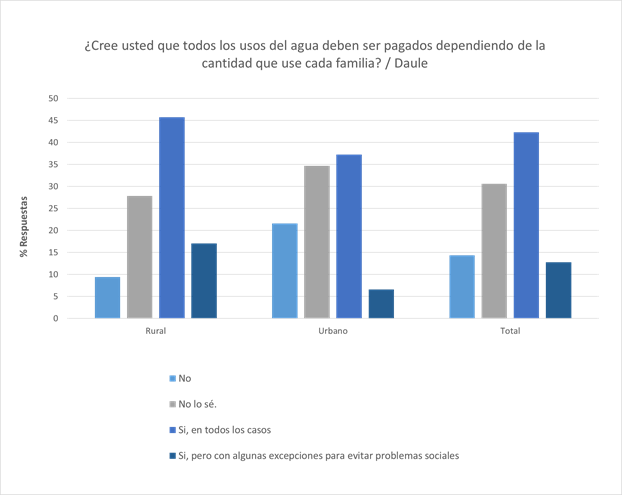 ¿Cree usted que todos los usos del agua deben ser pagados dependiendo de la
cantidad que use cada familia? / Daule
50
45
40
35
30
25
20
15
10
5
0
% Respuestas
Rural
Urbano
Total
No
No lo sé.
Si, en todos los casos
Si, pero con algunas excepciones para evitar problemas sociales